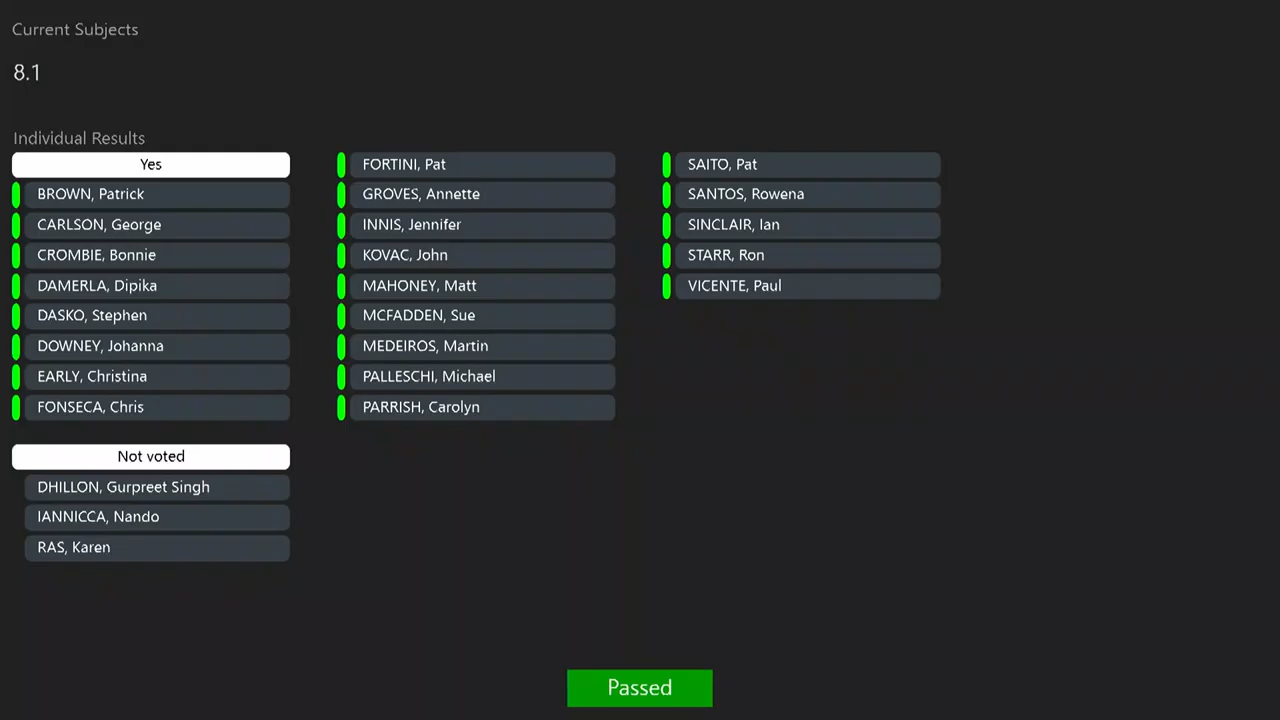 Current Subjects
8.1
Individual Results
Yes
BROWN, Patrick
CARLSON, George
CROMBIE, Bonnie
DAMERLA, Dipika
DASKO, Stephen
DOWNEY, Johanna
EARLY, Christina
FONSECA, Chris
FORTINI, Pat
GROVES, Annette
INNIS, Jennifer
KOVAC, John
MAHONEY, Matt
MCFADDEN, Sue
MEDEIROS, Martin
PALLESCHI, Michael
PARRISH, Carolyn
SAITO, Pat
SANTOS, Rowena
SINCLAIR, Ian
STARR, Ron
VICENTE, Paul
Not voted
DHILLON, Gurpreet Singh
IANNICCA, Nando
RAS, Karen
Passed